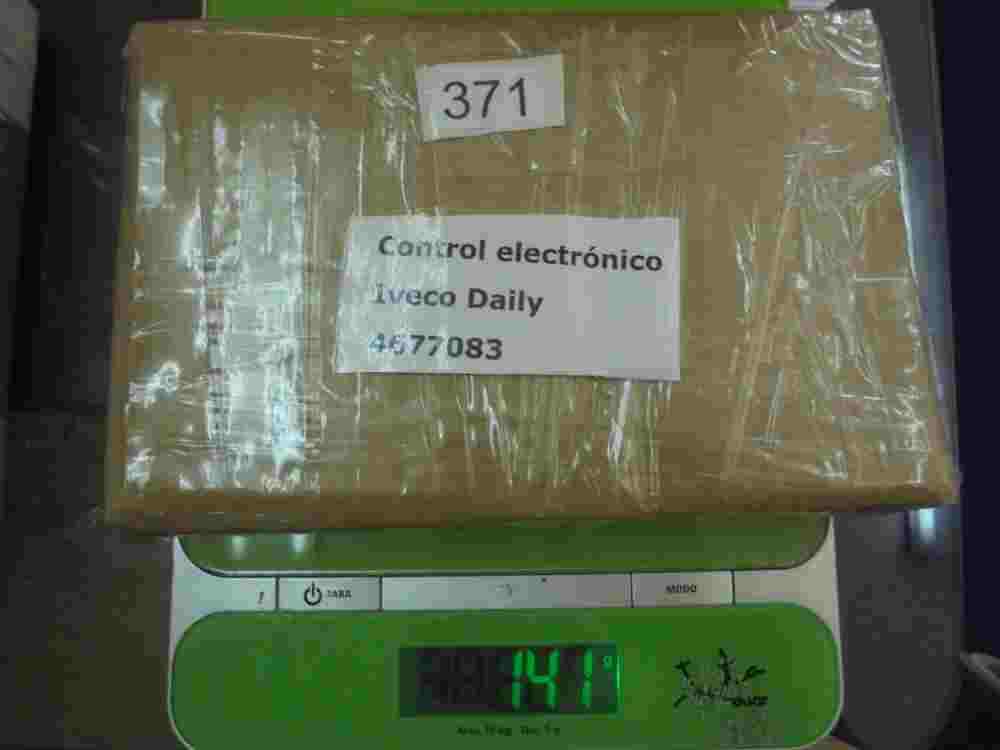 371
Control electrónico
Iveco Daily
4677083
TARA
MODO
141 g